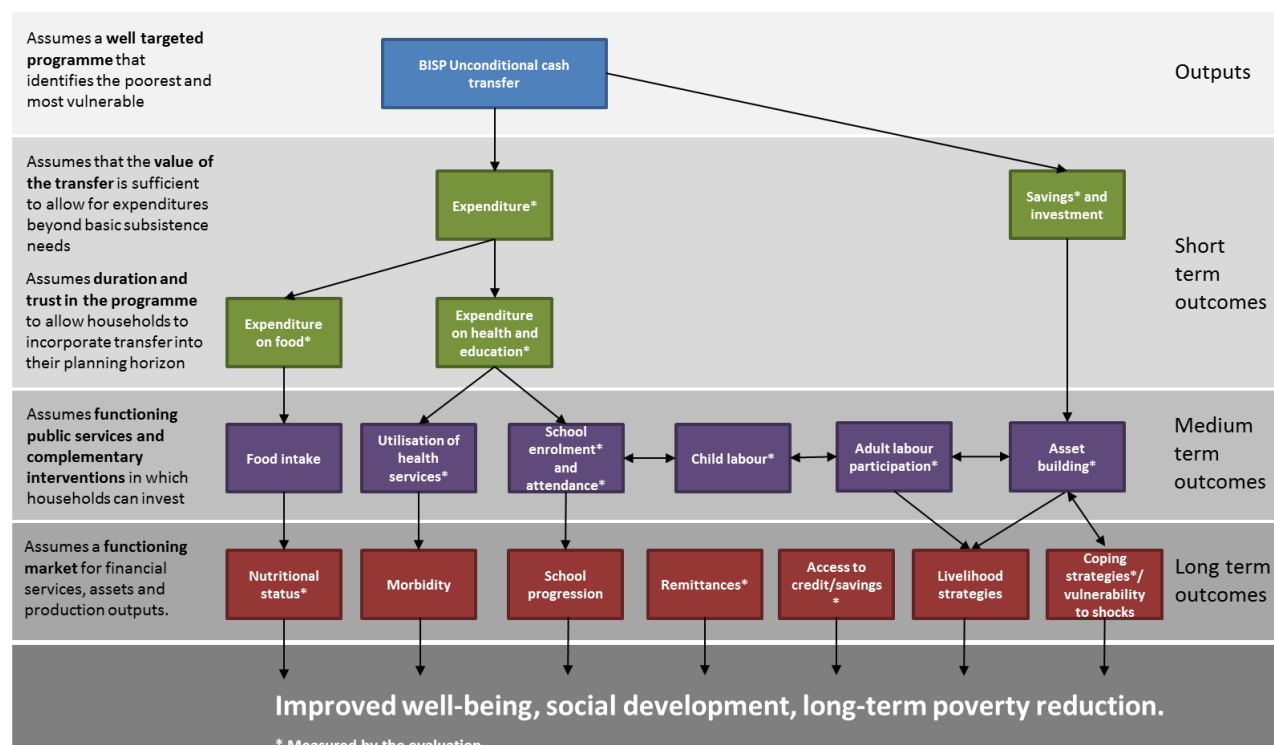 Assumes a well targeted
programme that
identifies the poorest and
most vulnerable
BISP Unconditional cash
transfer
Outputs
Assumes that the value of
the transfer is sufficient
to allow for expenditures
beyond basic subsistence
needs
Expenditure*
Savings* and
investment
Short
term
outcomes
Assumes duration and
trust in the programme
to allow households to
incorporate transfer into
their planning horizon
Expenditure
on food*
Expenditure
on health and
education*
Assumes functioning
public services and
complementary
interventions in which
households can invest
Food intake
Utilisation of
health
services*
School
enrolment*
and
attendance*
Child labour*
Adult labour
participation*
Asset
building*
Medium
term
outcomes
Assumes a functioning
market for financial
services, assets and
production outputs.
Nutritional
status*
Morbidity
School
progression
Remittances*
Access to
credit/savings
*
Livelihood
strategies
Coping
strategies*/
vulnerability
to shocks
Long term
outcomes
Improved well-being, social development, long-term poverty reduction.
* Measured by the evaluation